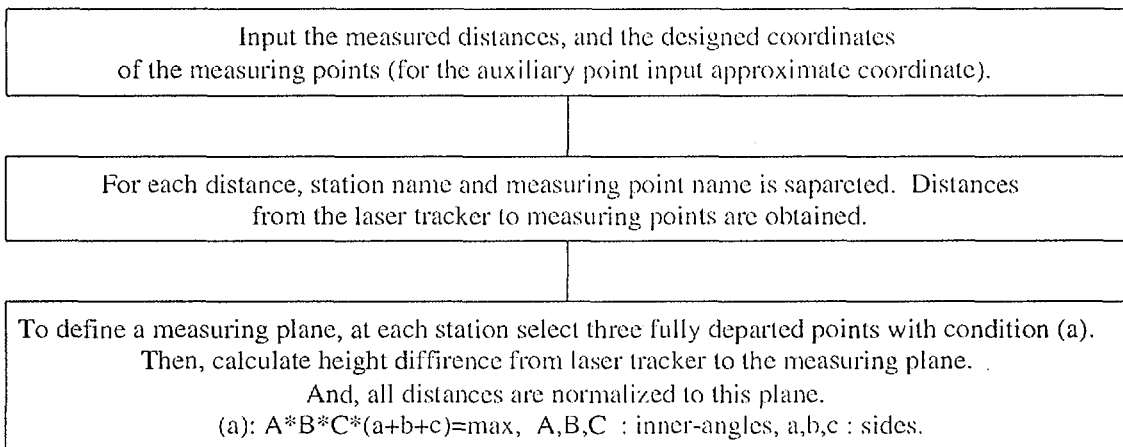 Input the measured distances, and the designed coordinates
of the measuring points (for the auxiliary point input approximate coordinate).
For each distance, station name and measuring point name is sapareted. Distances
from the laser tracker to measuring points are obtained.
To define a measuring plane, at each station select three fully departed points with condition (a).
Then, calculate height diffirence from laser tracker to the measuring plane.
And, all distances are normalized to this plane.
(a): A*B*C*(a+b+c)=max, A,B,C : inner-angles, a,b,c : sides.